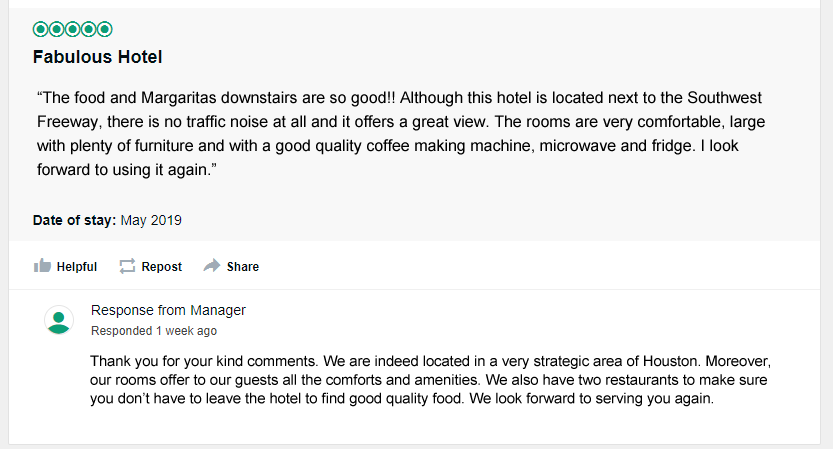 Fabulous Hotel
“The food and Margaritas downstairs are so good!! Although this hotel is located next to the Southwest
Freeway, there is no traffic noise at all and it offers a great view. The rooms are very comfortable, large
with plenty of furniture and with a good quality coffee making machine, microwave and fridge. I look
forward to using it again.”
Date of stay: May 2019
Helpful Repost Share
Response from Manager
Responded 1 week ago
Thank you for your kind comments. We are indeed located in a very strategic area of Houston. Moreover,
our rooms offer to our guests all the comforts and amenities. We also have two restaurants to make sure
you don’t have to leave the hotel to find good quality food. We look forward to serving you again.